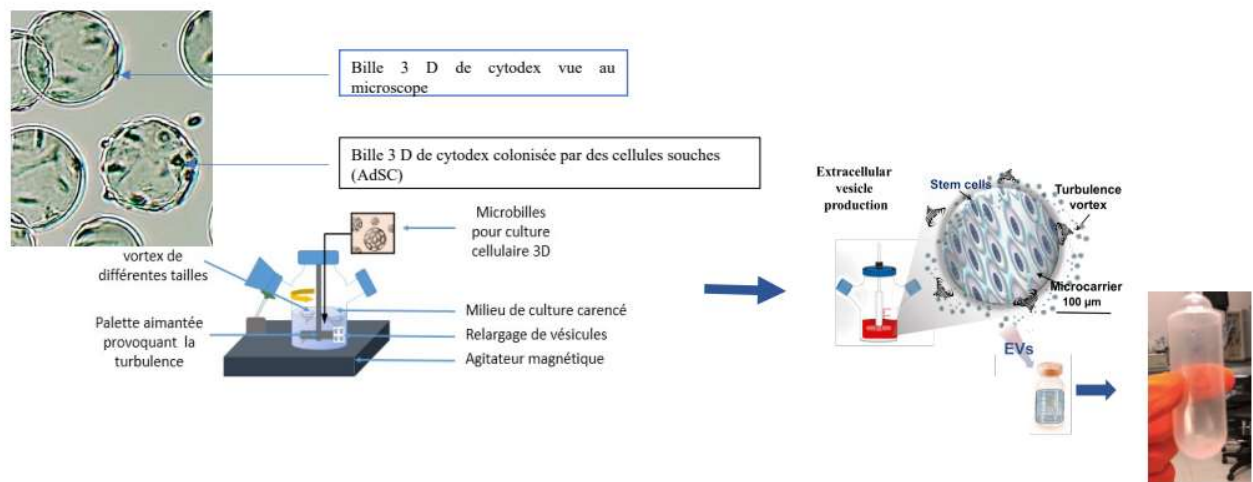 Bille 3 D de cytodex vue au
microscope
Bille 3 D de cytodex colonisée par des cellules souches
(AdSC)
vortex de
différentes tailles
Palette aimantée
provoquant la
turbulence
Microbilles
pour culture
cellulaire 3D
Milieu de culture carencé
Relargage de vésicules
Agitateur magnétique
Extracellular
vesicle
production
Stem cells
Turbulence
vortex
Microcarrier
100 µm
EVs